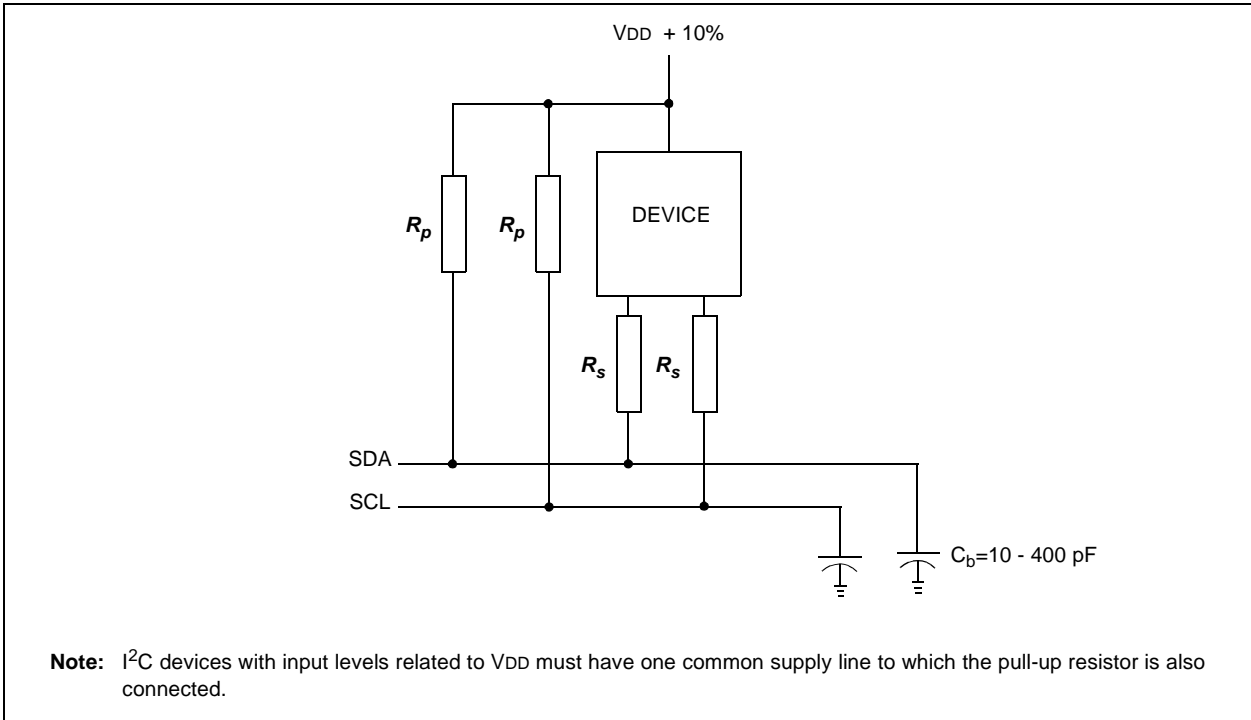 VDD + 10%
DEVICE
Rp Rp
Rs Rs
SDA
SCL
Cb=10 - 400 pF
Note: I2C devices with input levels related to VDD must have one common supply line to which the pull-up resistor is also
connected.